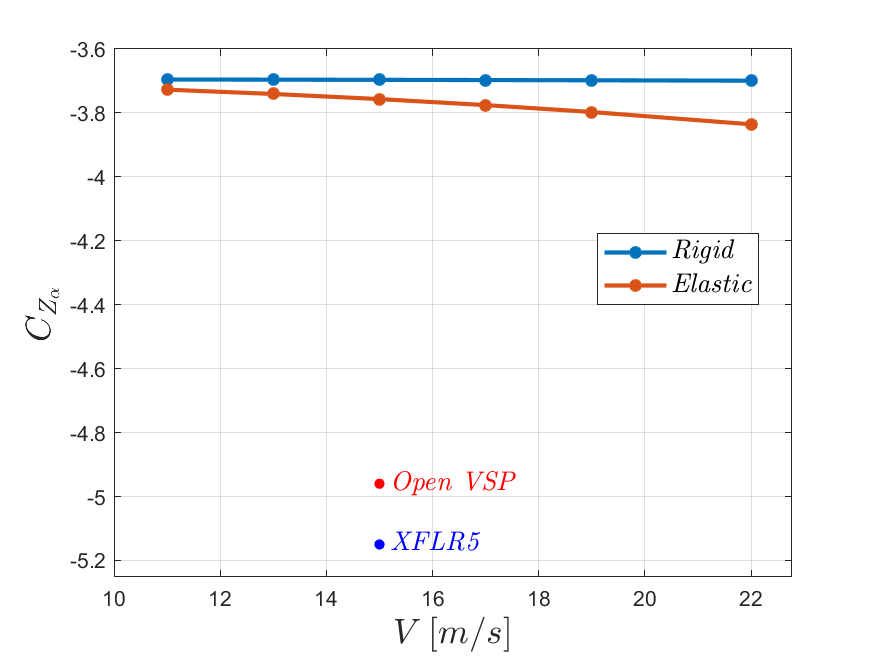 -3.6
-3.8
-4
-4.2
-4.4
-4.6
-4.8
-5
-5.2
C_{Z_α}
Rigid
Elastic
Open VSP
XFLR5
10 12 14 16 18 20 22
V [m/s]